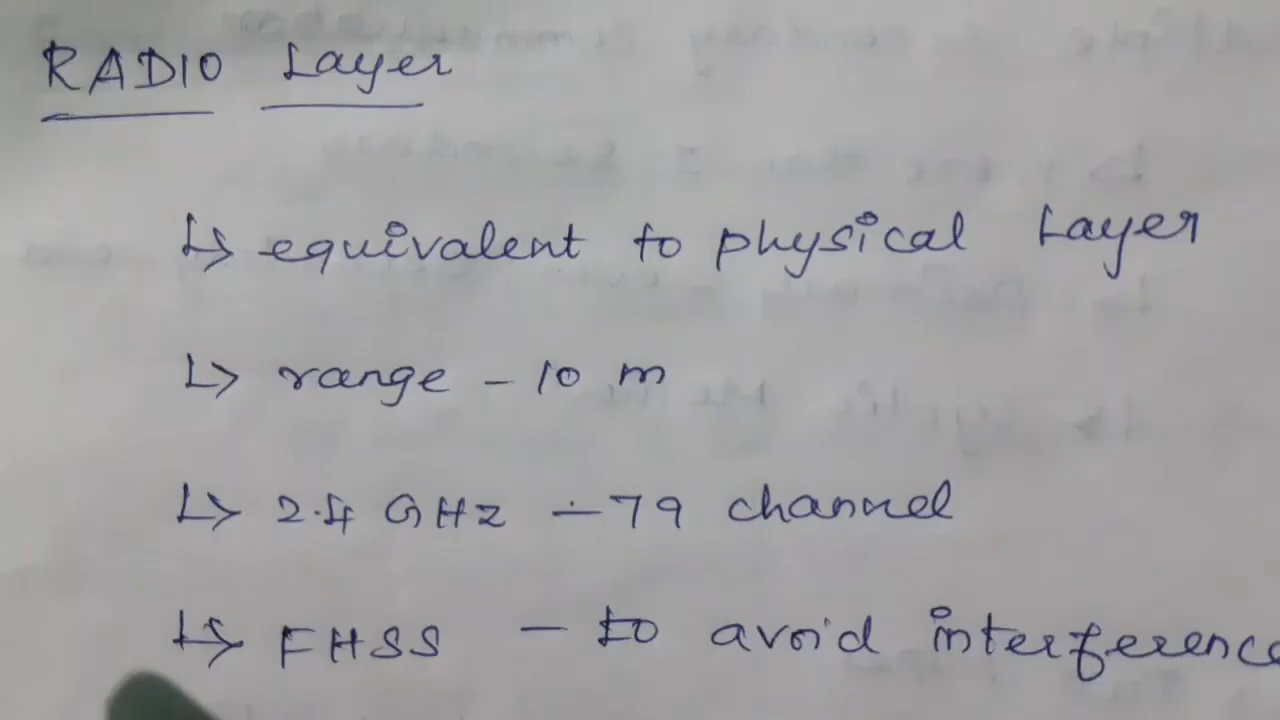 RADIO Layer
↳ equivalent to physical Layer
↳ range - 10 m
↳ 2.4 GHz - 79 channel
↳ FHSS - to avoid interference